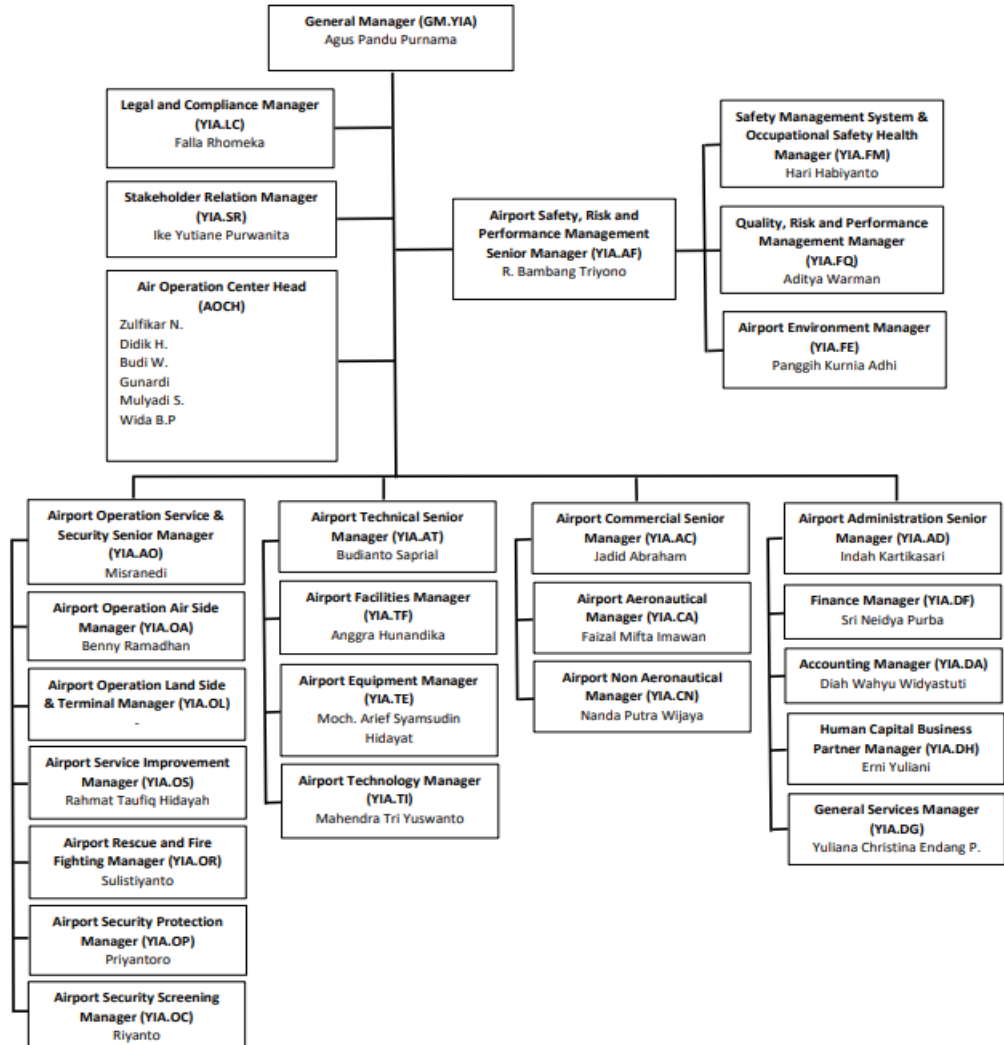 General Manager (GM.YIA)
Agus Pandu Purnama
Legal and Compliance Manager
(YIA.LC)
Falla Rhomeka
Stakeholder Relation Manager
(YIA.SR)
Ike Yutiane Purwanita
Air Operation Center Head
(AOCH)
Zulfikar N.
Didik H.
Budi W.
Gunardi
Mulyadi S.
Wida B.P
Airport Safety, Risk and
Performance Management
Senior Manager (YIA.AF)
R. Bambang Triyono
Safety Management System &
Occupational Safety Health
Manager (YIA.FM)
Hari Habiyanto
Quality, Risk and Performance
Management Manager
(YIA.FQ)
Aditya Warman
Airport Environment Manager
(YIA.FE)
Panggih Kurnia Adhi
Airport Operation Service &
Security Senior Manager
(YIA.AO)
Misranedi
Airport Operation Air Side
Manager (YIA.OA)
Benny Ramadhan
Airport Operation Land Side
& Terminal Manager (YIA.OL)
-
Airport Service Improvement
Manager (YIA.OS)
Rahmat Taufiq Hidayah
Airport Rescue and Fire
Fighting Manager (YIA.OR)
Sulistiyanto
Airport Security Protection
Manager (YIA.OP)
Priyantoro
Airport Security Screening
Manager (YIA.OC)
Riyanto
Airport Technical Senior
Manager (YIA.AT)
Budianto Saprial
Airport Facilities Manager
(YIA.TF)
Anggra Hunandika
Airport Equipment Manager
(YIA.TE)
Moch. Arief Syamsudin
Hidayat
Airport Technology Manager
(YIA.TI)
Mahendra Tri Yuswanto
Airport Commercial Senior
Manager (YIA.AC)
Jadid Abraham
Airport Aeronautical
Manager (YIA.CA)
Faizal Mifta Imawan
Airport Non Aeronautical
Manager (YIA.CN)
Nanda Putra Wijaya
Airport Administration Senior
Manager (YIA.AD)
Indah Kartikasari
Finance Manager (YIA.DF)
Sri Neidya Purba
Accounting Manager (YIA.DA)
Diah Wahyu Widyastuti
Human Capital Business
Partner Manager (YIA.DH)
Erni Yuliani
General Services Manager
(YIA.DG)
Yuliana Christina Endang P.